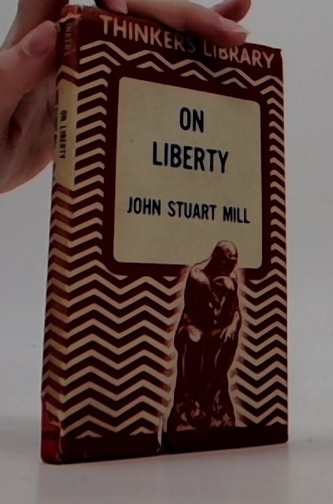 THINKERS LIBRARY
ON
LIBERTY
JOHN STUART MILL
ON LIBERTY